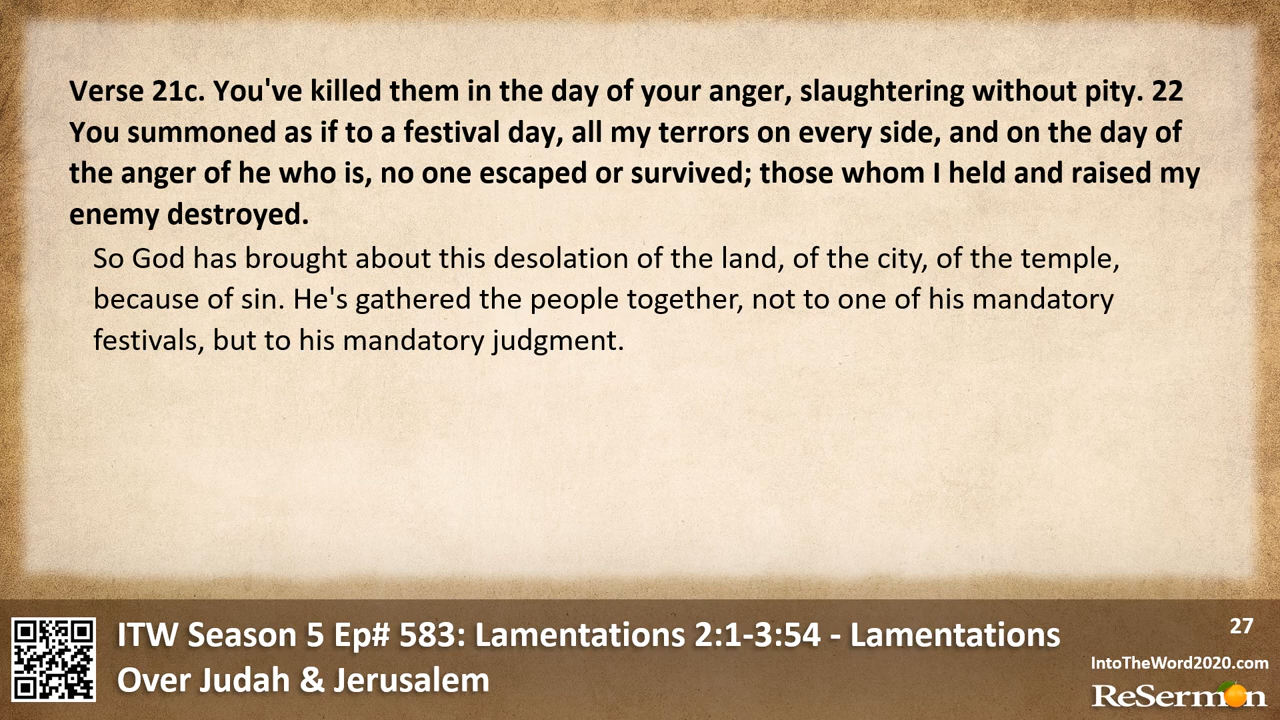 Verse 21c. You've killed them in the day of your anger, slaughtering without pity. 22
You summoned as if to a festival day, all my terrors on every side, and on the day of
the anger of he who is, no one escaped or survived; those whom I held and raised my
enemy destroyed.
So God has brought about this desolation of the land, of the city, of the temple,
because of sin. He's gathered the people together, not to one of his mandatory
festivals, but to his mandatory judgment.
ITW Season 5 Ep# 583: Lamentations 2:1-3:54 - Lamentations
Over Judah & Jerusalem
27
IntoTheWord2020.com
ReSermon